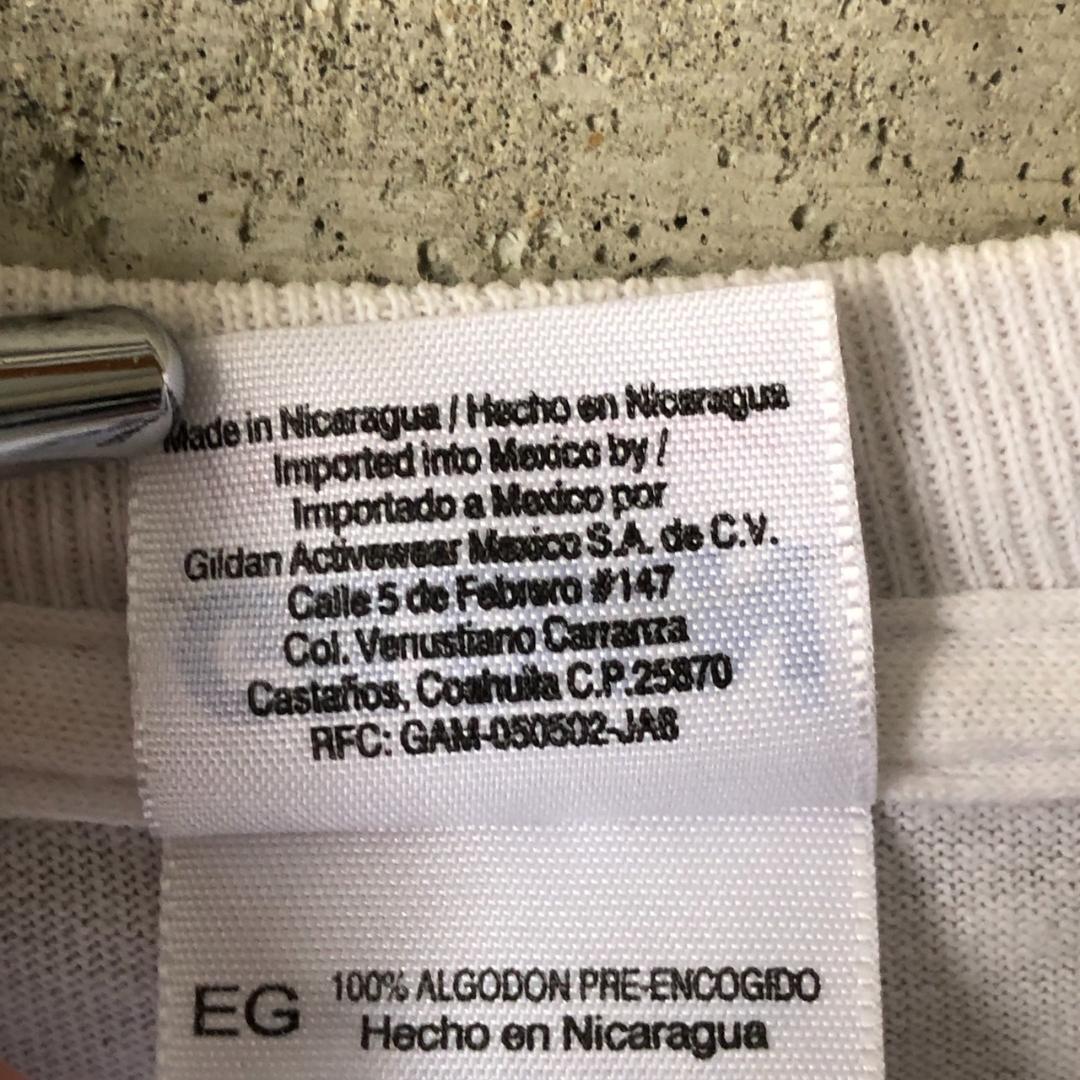 Made in Nicaragua / Hecho en Nicaragua
Imported into Mexico by /
Importado a Mexico por
Gildan Activewear Mexico S.A. de C.V.
Calle 5 de Febrero #147
Col. Venustiano Carranza
Castaños, Coahuila C.P.25870
RFC: GAM-050502-JA8
EG
100% ALGODON PRE-ENCOGIDO
Hecho en Nicaragua